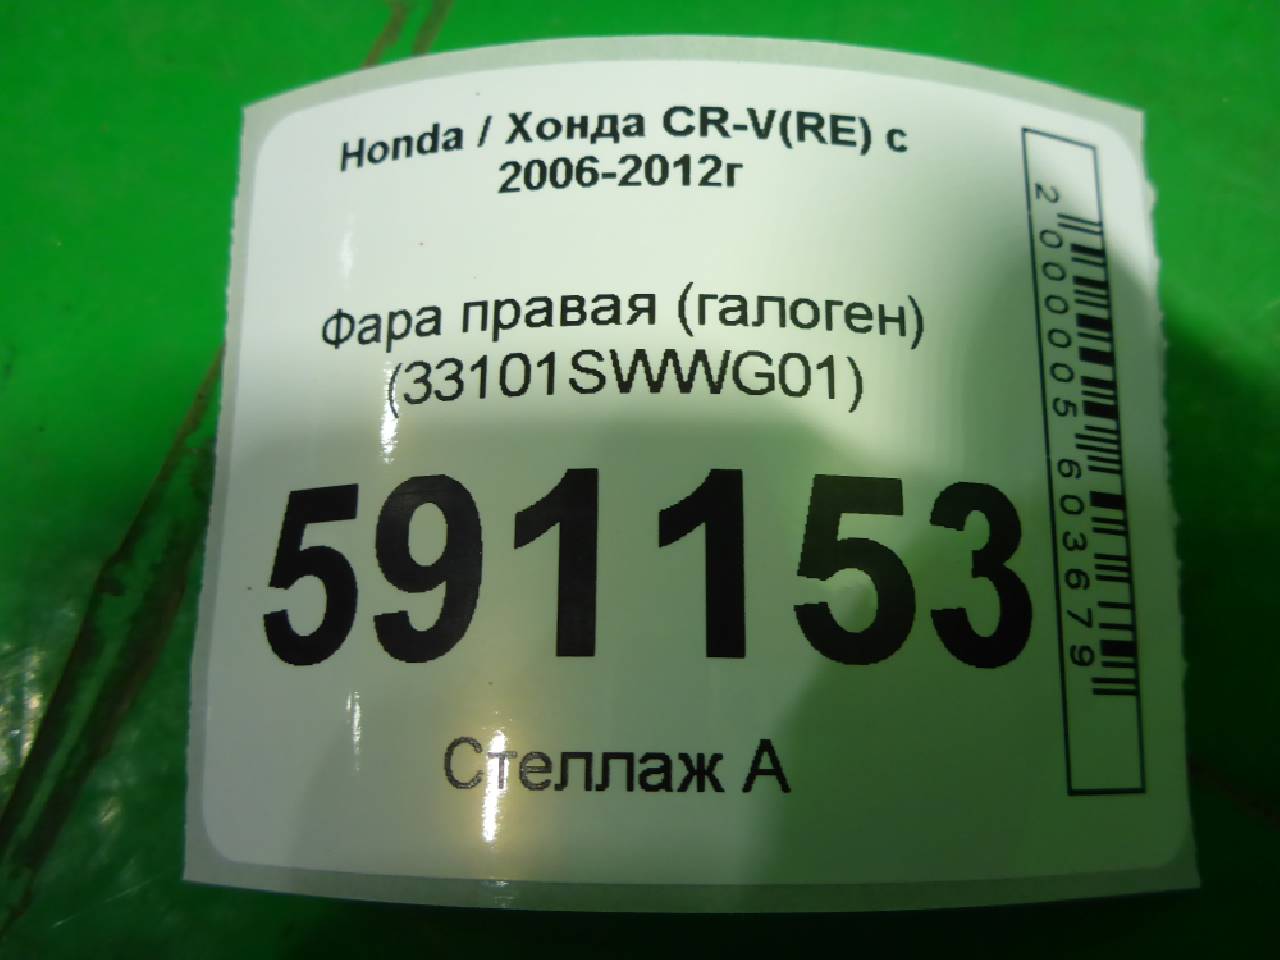 Honda / Хонда CR-V(RE) с
2006-2012г
Фара правая (галоген)
(33101SWWG01)
591153
Стеллаж А
2000005603679